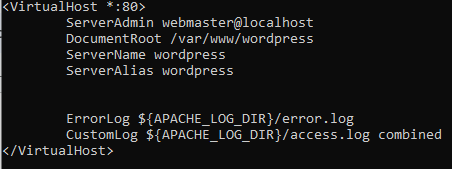 <VirtualHost *:80>
ServerAdmin webmaster@localhost
DocumentRoot /var/www/wordpress
ServerName wordpress
ServerAlias wordpress
ErrorLog ${APACHE_LOG_DIR}/error.log
CustomLog ${APACHE_LOG_DIR}/access.log combined
</VirtualHost>